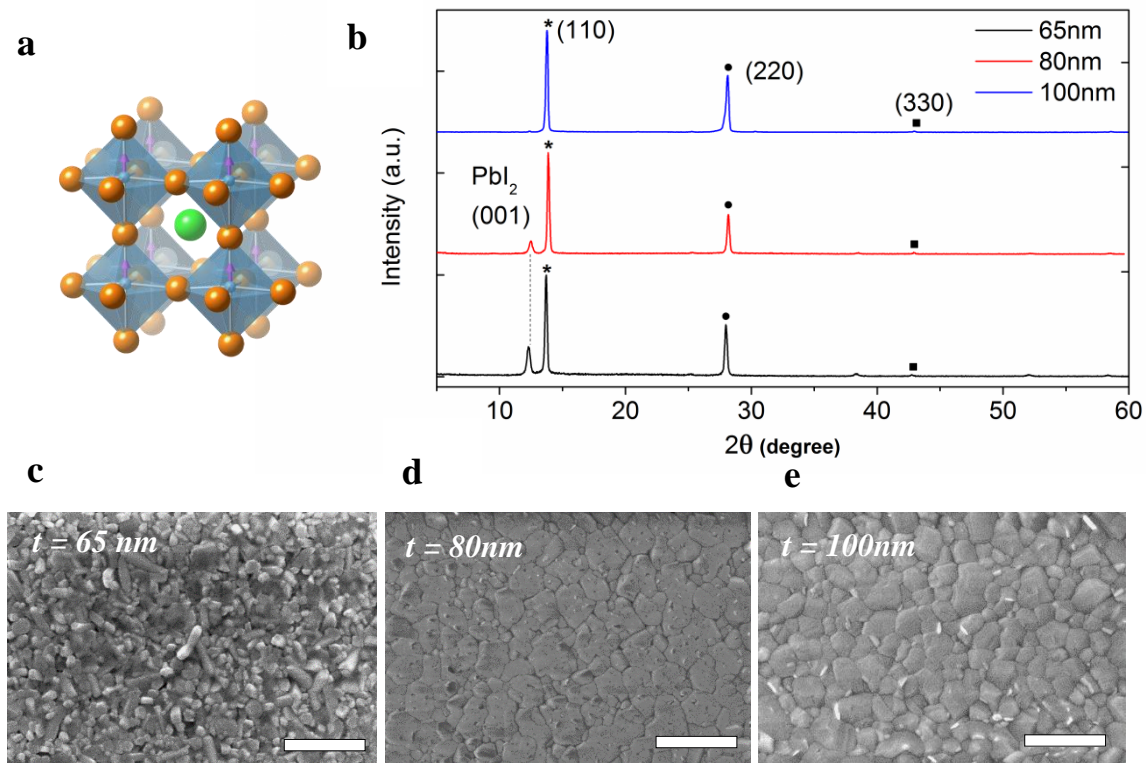 a
b
* (110)
(220)
(330)
65nm
80nm
100nm
*
PbI₂
(001)
*
Intensity (a.u.)
10 20 30 40 50 60
2θ (degree)
c
d
e
t = 65 nm
t = 80nm
t = 100nm